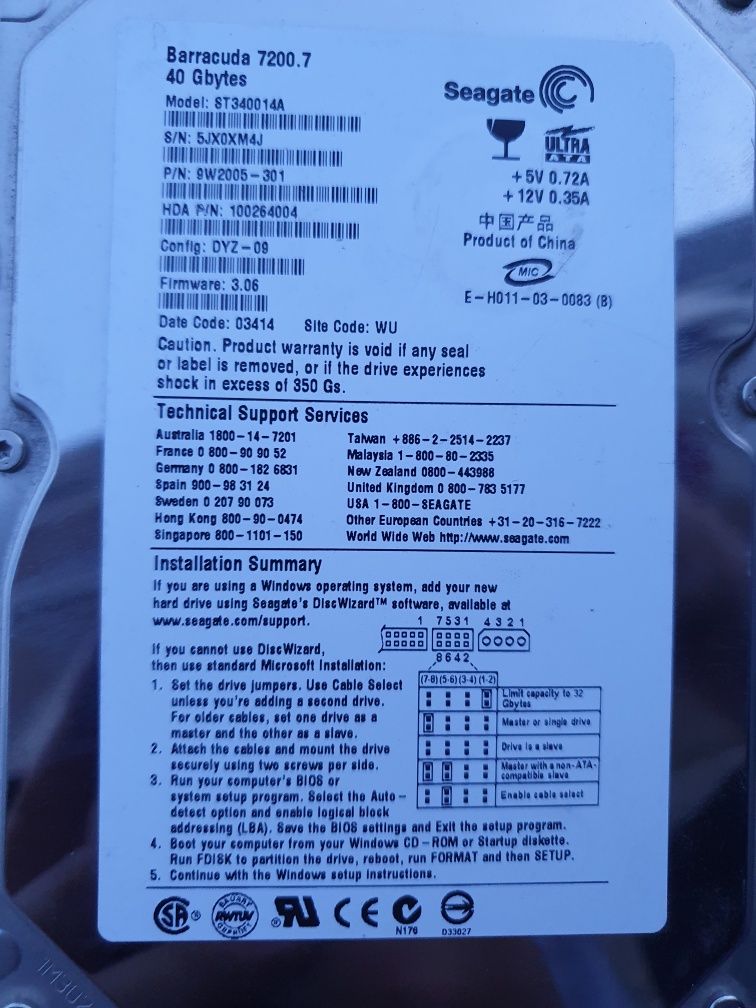 Barracuda 7200.7
40 Gbytes
Model: ST340014A
S/N: 5JX0XM4J
P/N: 9W2005-301
HDA P/N: 100264004
Config: DYZ-09
Firmware: 3.06
Date Code: 03414 Site Code: WU
Seagate
ULTRA
ATA
+5V 0.72A
+12V 0.35A
中国产品
Product of China
MIC
E-H011-03-0083 (B)
Caution. Product warranty is void if any seal
or label is removed, or if the drive experiences
shock in excess of 350 Gs.
Technical Support Services
Australia 1800-14-7201
France 0 800-90 90 52
Germany 0 800-182 6831
Spain 900-98 31 24
Sweden 0 207 90 073
Hong Kong 800-90-0474
Singapore 800-1101-150
Taiwan +886-2-2514-2237
Malaysia 1-800-80-2335
New Zealand 0800-443988
United Kingdom 0 800-783 5177
USA 1-800-SEAGATE
Other European Countries +31-20-316-7222
World Wide Web http://www.seagate.com
Installation Summary
If you are using a Windows operating system, add your new
hard drive using Seagate's DiscWizard™ software, available at
www.seagate.com/support.
1 7531 4321
8642
If you cannot use DiscWizard,
then use standard Microsoft Installation:
1. Set the drive jumpers. Use Cable Select
unless you're adding a second drive.
For older cables, set one drive as a
master and the other as a slave.
2. Attach the cables and mount the drive
securely using two screws per side.
3. Run your computer's BIOS or
system setup program. Select the Auto-
detect option and enable logical block
addressing (LBA). Save the BIOS settings and Exit the setup program.
4. Boot your computer from your Windows CD-ROM or Startup diskette.
Run FDISK to partition the drive, reboot, run FORMAT and then SETUP.
5. Continue with the Windows setup instructions.
(7-8)(5-6)(3-4)(1-2)
Limit capacity to 32
Gbytes
Master or single drive
Drive is a slave
Master with a non-ATA-
compatible slave
Enable cable select
SA ®
BAUART
RWTÜV
GEPRÜFT
® RU CE
N176
D33027